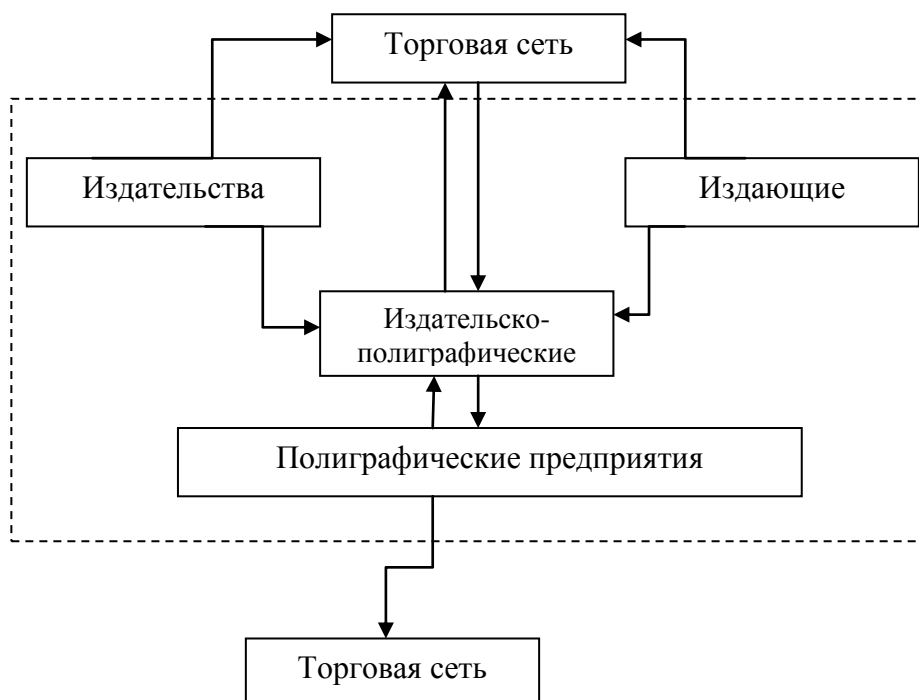 Торговая сеть
Издательства
Издающие
Издательско-
полиграфические
Полиграфические предприятия
Торговая сеть